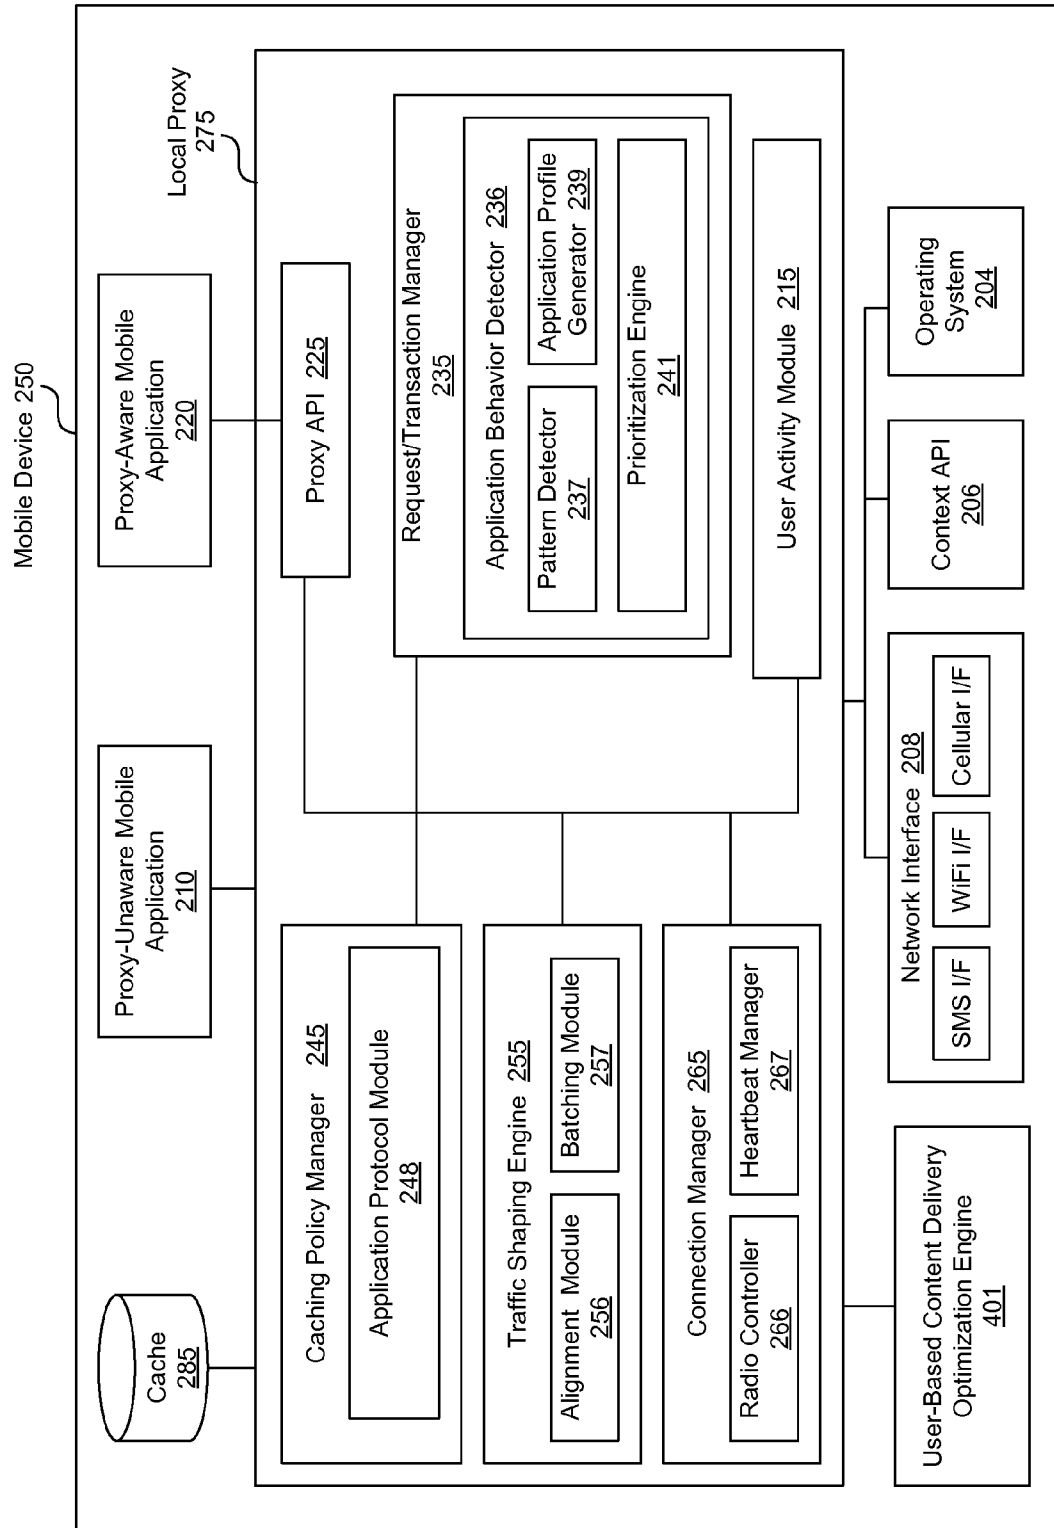 Mobile Device 250
Cache
285
Proxy-Unaware Mobile
Application
210
Proxy-Aware Mobile
Application
220
Local Proxy
275
Caching Policy Manager 245
Application Protocol Module
248
Proxy API 225
Request/Transaction Manager
235
Application Behavior Detector 236
Pattern Detector
237
Application Profile
Generator 239
Prioritization Engine
241
Traffic Shaping Engine 255
Alignment Module
256
Batching Module
257
Connection Manager 265
Radio Controller
266
Heartbeat Manager
267
User Activity Module 215
User-Based Content Delivery
Optimization Engine
401
Network Interface 208
SMS I/F
WiFi I/F
Cellular I/F
Context API
206
Operating
System
204